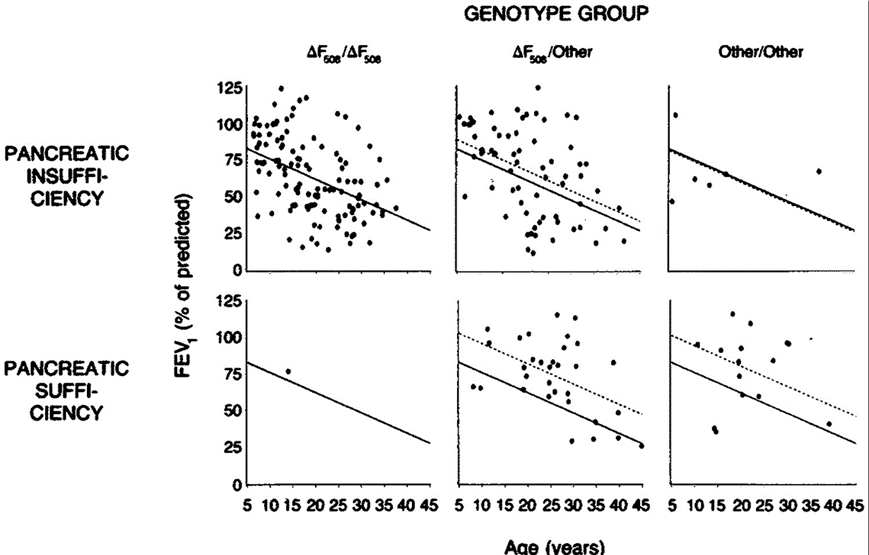 GENOTYPE GROUP
ΔF508/ΔF508
ΔF508/Other
Other/Other
PANCREATIC
INSUFFI-
CIENCY
PANCREATIC
SUFFI-
CIENCY
FEV1 (% of predicted)
125
100
75
50
25
0
125
100
75
50
25
0
5 10 15 20 25 30 35 40 45
5 10 15 20 25 30 35 40 45
5 10 15 20 25 30 35 40 45
Age (years)